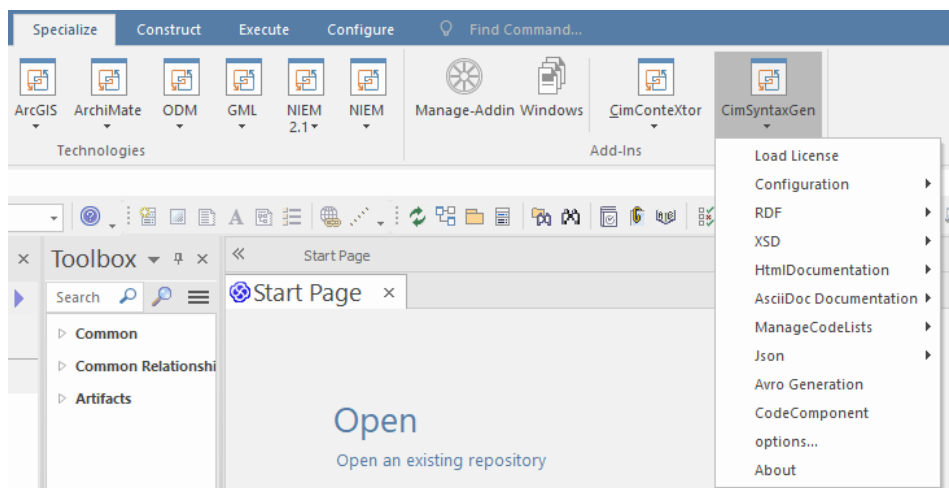 Specialize Construct Execute Configure Find Command...
ArcGIS ArchiMate ODM GML NIEM 2.1 NIEM Manage-Addin Windows CimConteXtor CimSyntaxGen
Technologies Add-Ins
Load License
Configuration
RDF
XSD
HtmlDocumentation
AsciiDoc Documentation
ManageCodeLists
Json
Avro Generation
CodeComponent
options...
About
Toolbox
Start Page
Search
Start Page
Common
Common Relationshi
Artifacts
Open
Open an existing repository